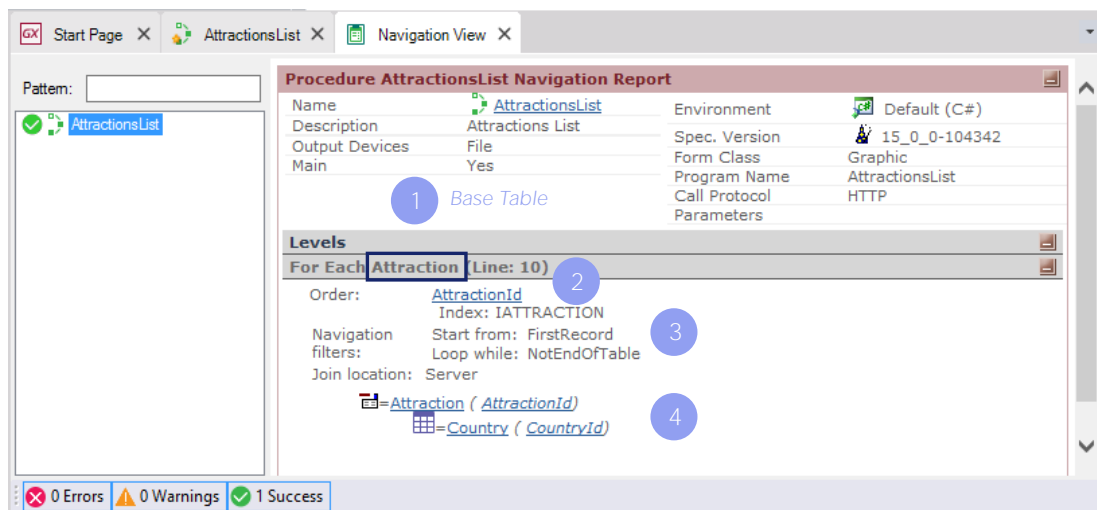 GX Start Page X AttractionsList X Navigation View X
Pattern:
AttractionsList
Procedure AttractionsList Navigation Report
Name AttractionsList
Description Attractions List
Output Devices File
Main Yes
Environment Default (C#)
Spec. Version 15_0_0-104342
Form Class Graphic
Program Name AttractionsList
Call Protocol HTTP
Parameters
1 Base Table
Levels
For Each Attraction (Line: 10)
2
Order: AttractionId
Index: IATTRACTION
Navigation Start from: FirstRecord
filters: Loop while: NotEndOfTable
3
Join location: Server
=Attraction ( AttractionId)
=Country ( CountryId)
4
0 Errors 0 Warnings 1 Success